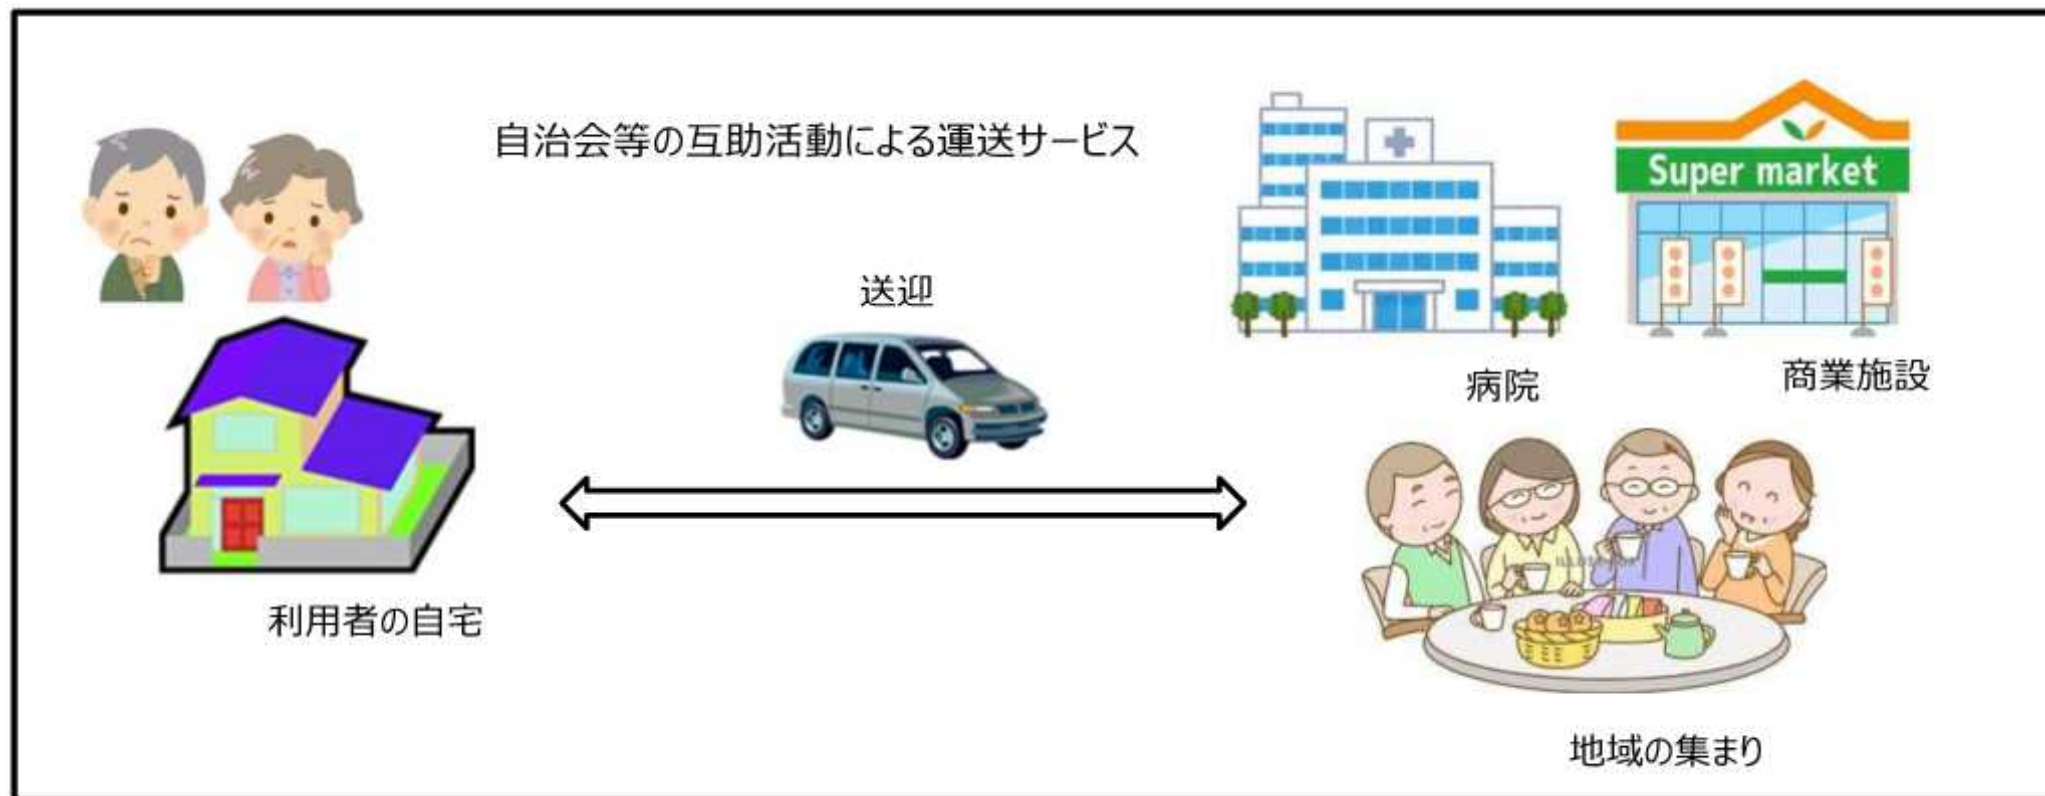 自治会等の互助活動による運送サービス
Super market
送迎
病院
商業施設
利用者の自宅
地域の集まり